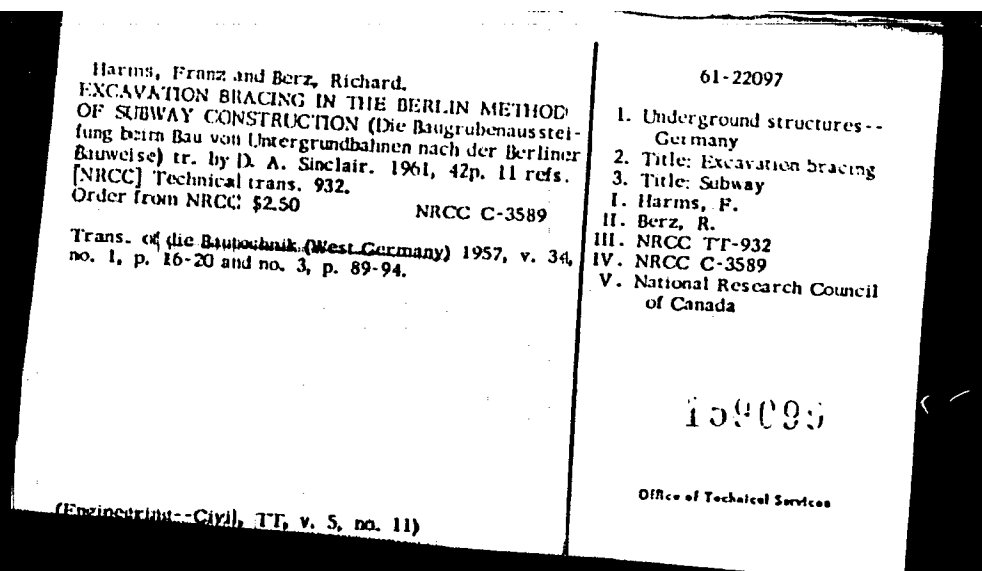 Harms, Franz and Berz, Richard.
EXCAVATION BRACING IN THE BERLIN METHOD
OF SUBWAY CONSTRUCTION (Die Baugrubenausstei-
fung beim Bau von Untergrundbahnen nach der Berliner
Bauweise) tr. by D. A. Sinclair. 1961, 42p. 11 refs.
[NRCC] Technical trans. 932.
Order from NRCC $2.50 NRCC C-3589
Trans. of die Bautechnik (West Germany) 1957, v. 34,
no. 1, p. 16-20 and no. 3, p. 89-94.
(Engineering--Civil, TT, v. 5, no. 11)
61-22097
1. Underground structures--
Germany
2. Title: Excavation bracing
3. Title: Subway
I. Harms, F.
II. Berz, R.
III. NRCC TT-932
IV. NRCC C-3589
V. National Research Council
of Canada
Office of Technical Services